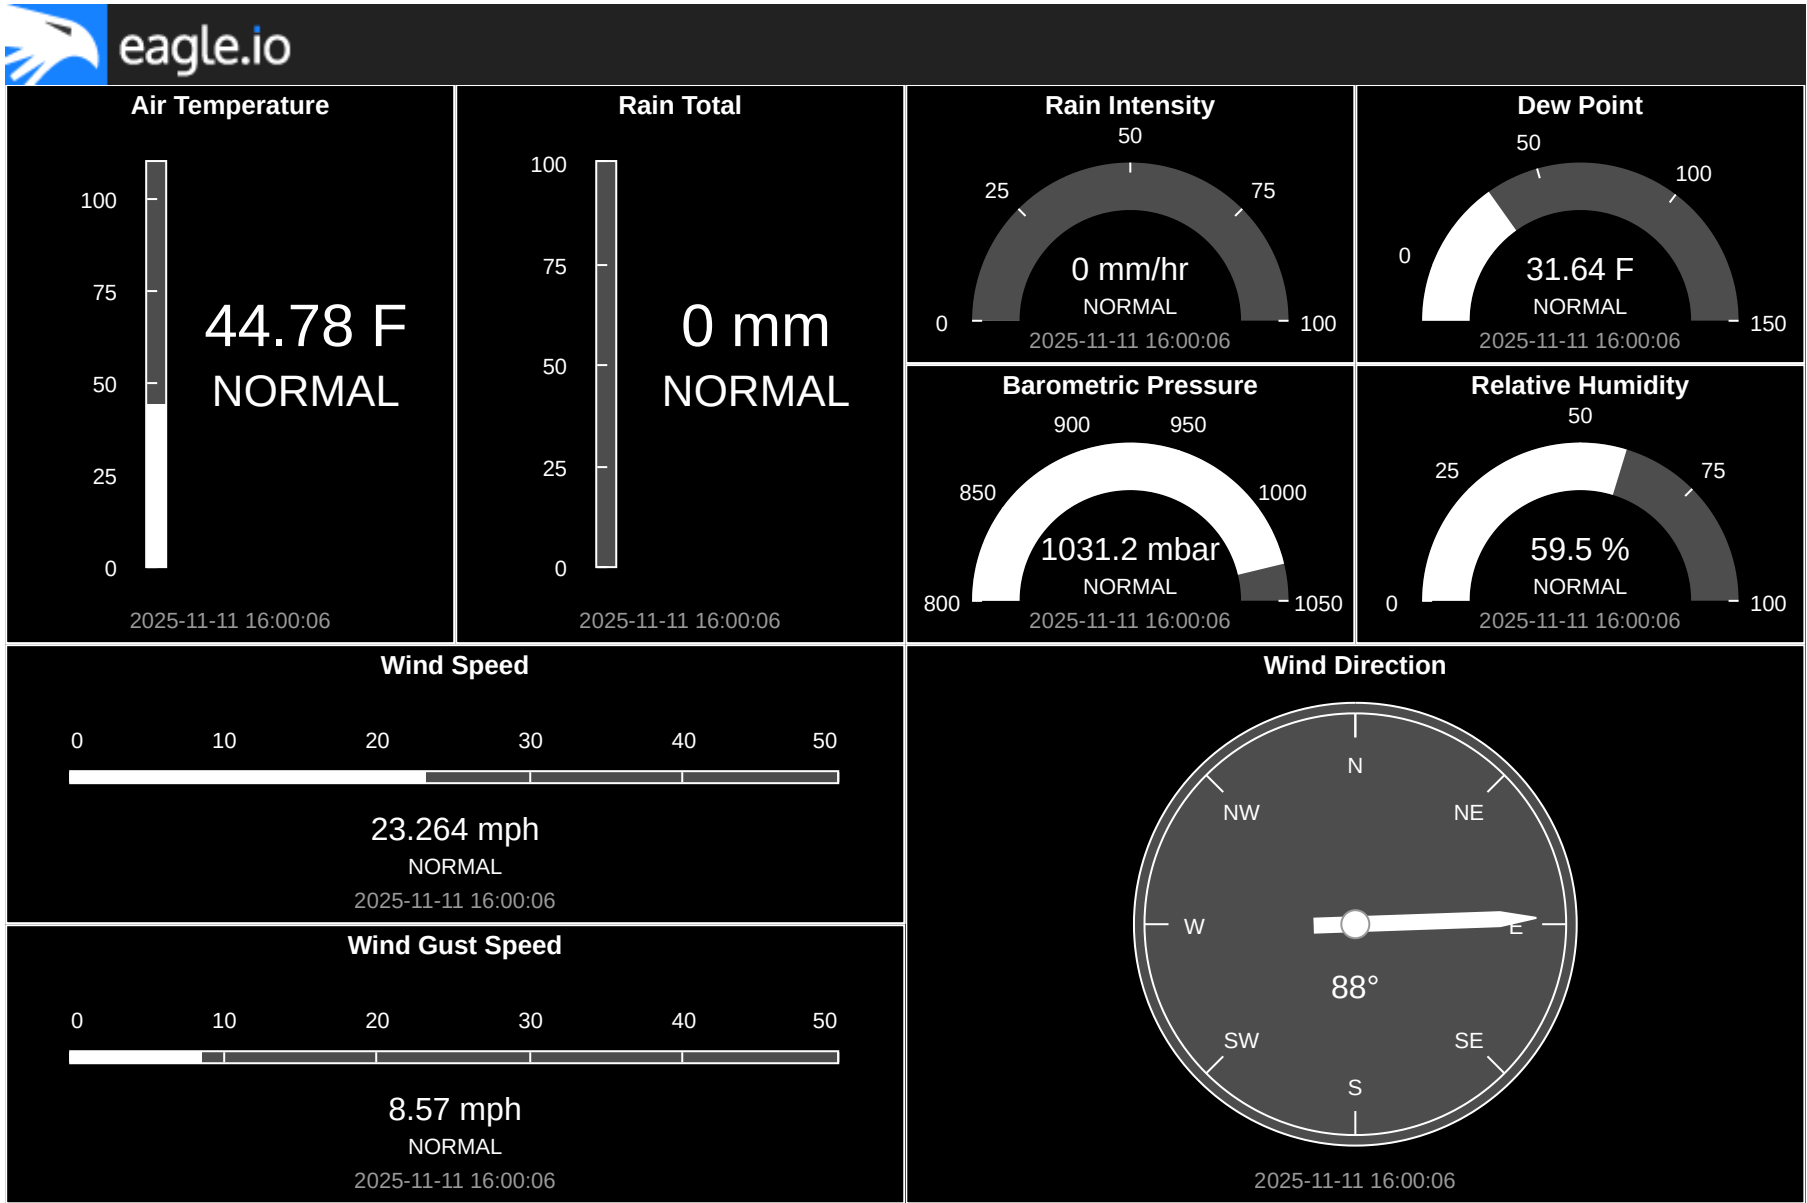 eagle.io
Air Temperature
100
75
50
25
0
44.78 F
NORMAL
2025-11-11 16:00:06
Rain Total
100
75
50
25
0
0 mm
NORMAL
2025-11-11 16:00:06
Rain Intensity
0
25
50
75
100
0 mm/hr
NORMAL
2025-11-11 16:00:06
Dew Point
0
50
100
150
31.64 F
NORMAL
2025-11-11 16:00:06
Barometric Pressure
800
850
900
950
1000
1050
1031.2 mbar
NORMAL
2025-11-11 16:00:06
Relative Humidity
0
25
50
75
100
59.5 %
NORMAL
2025-11-11 16:00:06
Wind Speed
0 10 20 30 40 50
23.264 mph
NORMAL
2025-11-11 16:00:06
Wind Gust Speed
0 10 20 30 40 50
8.57 mph
NORMAL
2025-11-11 16:00:06
Wind Direction
N
NW NE
W E
88°
SW SE
S
2025-11-11 16:00:06